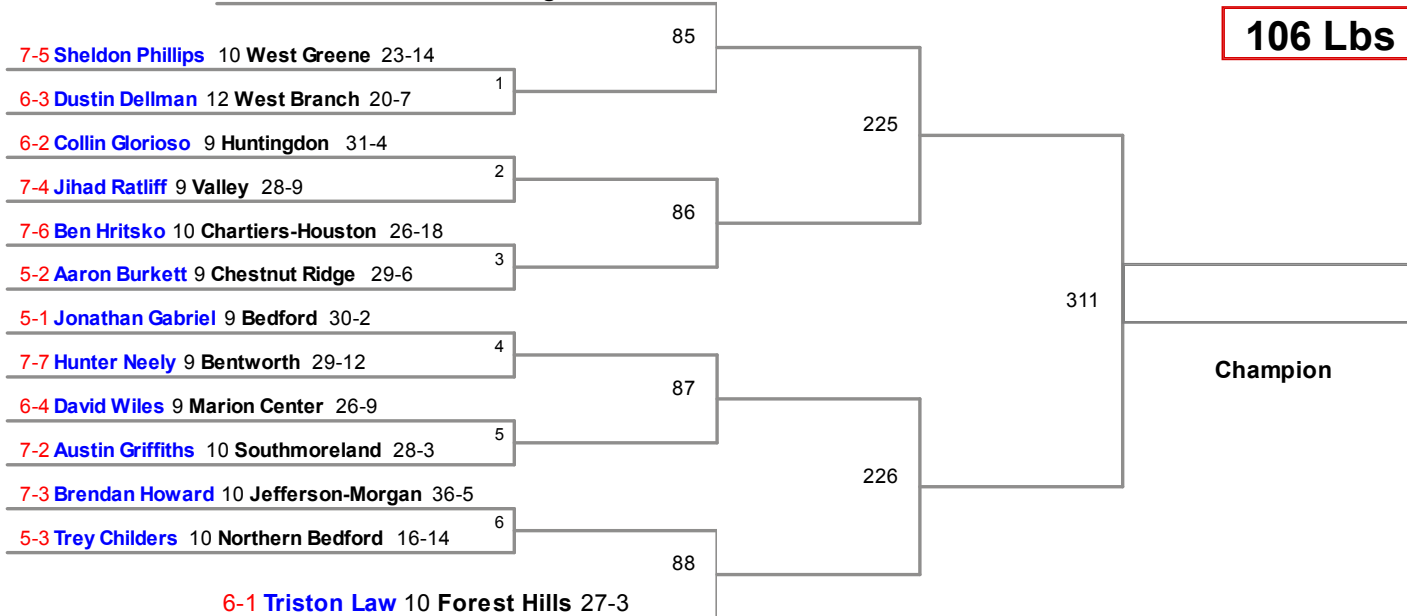 85
106 Lbs
7-5 Sheldon Phillips 10 West Greene 23-14
1
6-3 Dustin Dellman 12 West Branch 20-7
225
6-2 Collin Glorioso 9 Huntingdon 31-4
2
7-4 Jihad Ratliff 9 Valley 28-9
86
7-6 Ben Hritsko 10 Chartiers-Houston 26-18
3
5-2 Aaron Burkett 9 Chestnut Ridge 29-6
311
5-1 Jonathan Gabriel 9 Bedford 30-2
4
7-7 Hunter Neely 9 Bentworth 29-12
Champion
87
6-4 David Wiles 9 Marion Center 26-9
5
7-2 Austin Griffiths 10 Southmoreland 28-3
226
7-3 Brendan Howard 10 Jefferson-Morgan 36-5
6
5-3 Trey Childers 10 Northern Bedford 16-14
88
6-1 Triston Law 10 Forest Hills 27-3